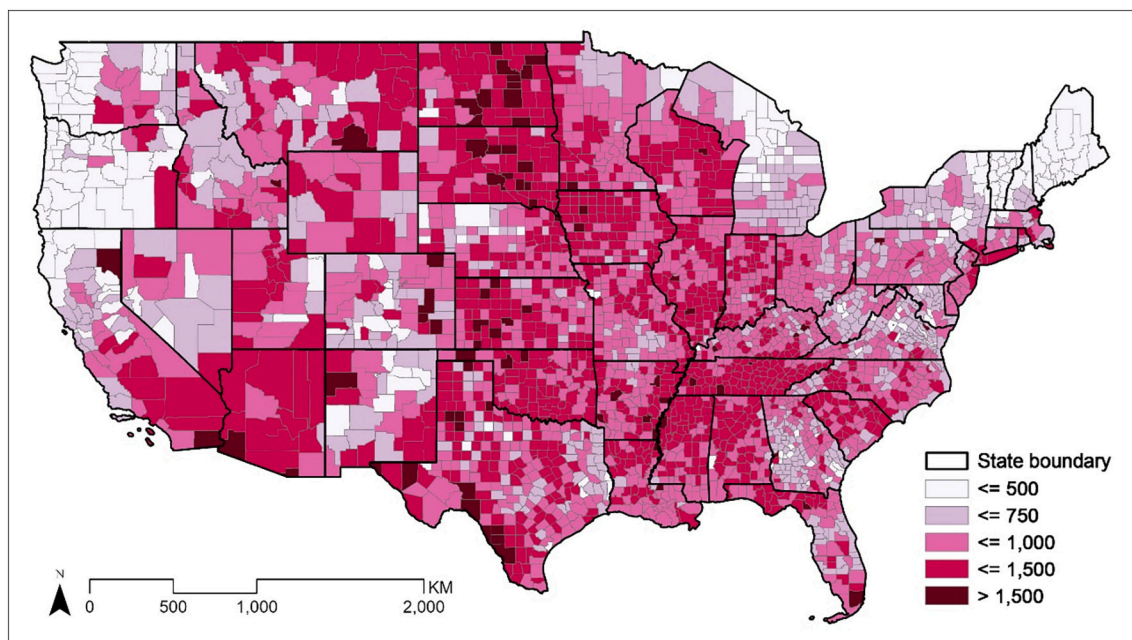 State boundary
<= 500
<= 750
<= 1,000
<= 1,500
> 1,500
N
KM
0 500 1,000 2,000